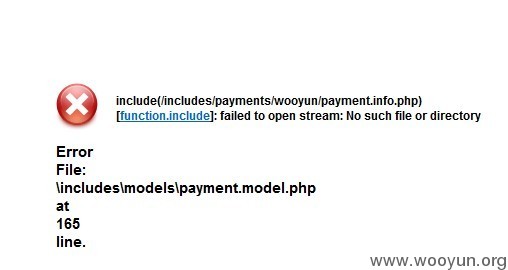 include(/includes/payments/wooyun/payment.info.php)
[function.include]: failed to open stream: No such file or directory
Error
File:
\includes\models\payment.model.php
at
165
line.
www.wooyun.org